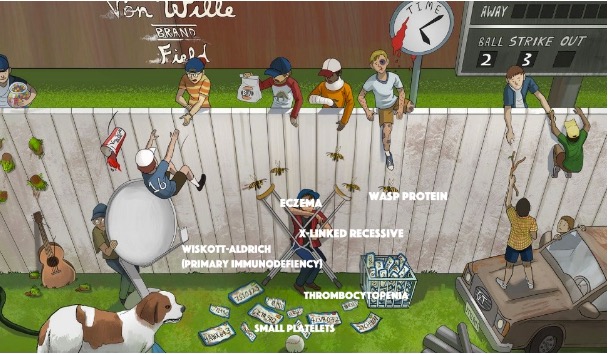 Von Wille
BRAND
Field
TIME
AWAY
BALL STRIKE OUT
2 3
16
ECZEMA
WASP PROTEIN
X-LINKED RECESSIVE
WISKOTT-ALDRICH
(PRIMARY IMMUNODEFIENCY)
THROMBOCYTOPENIA
SMALL PLATELETS